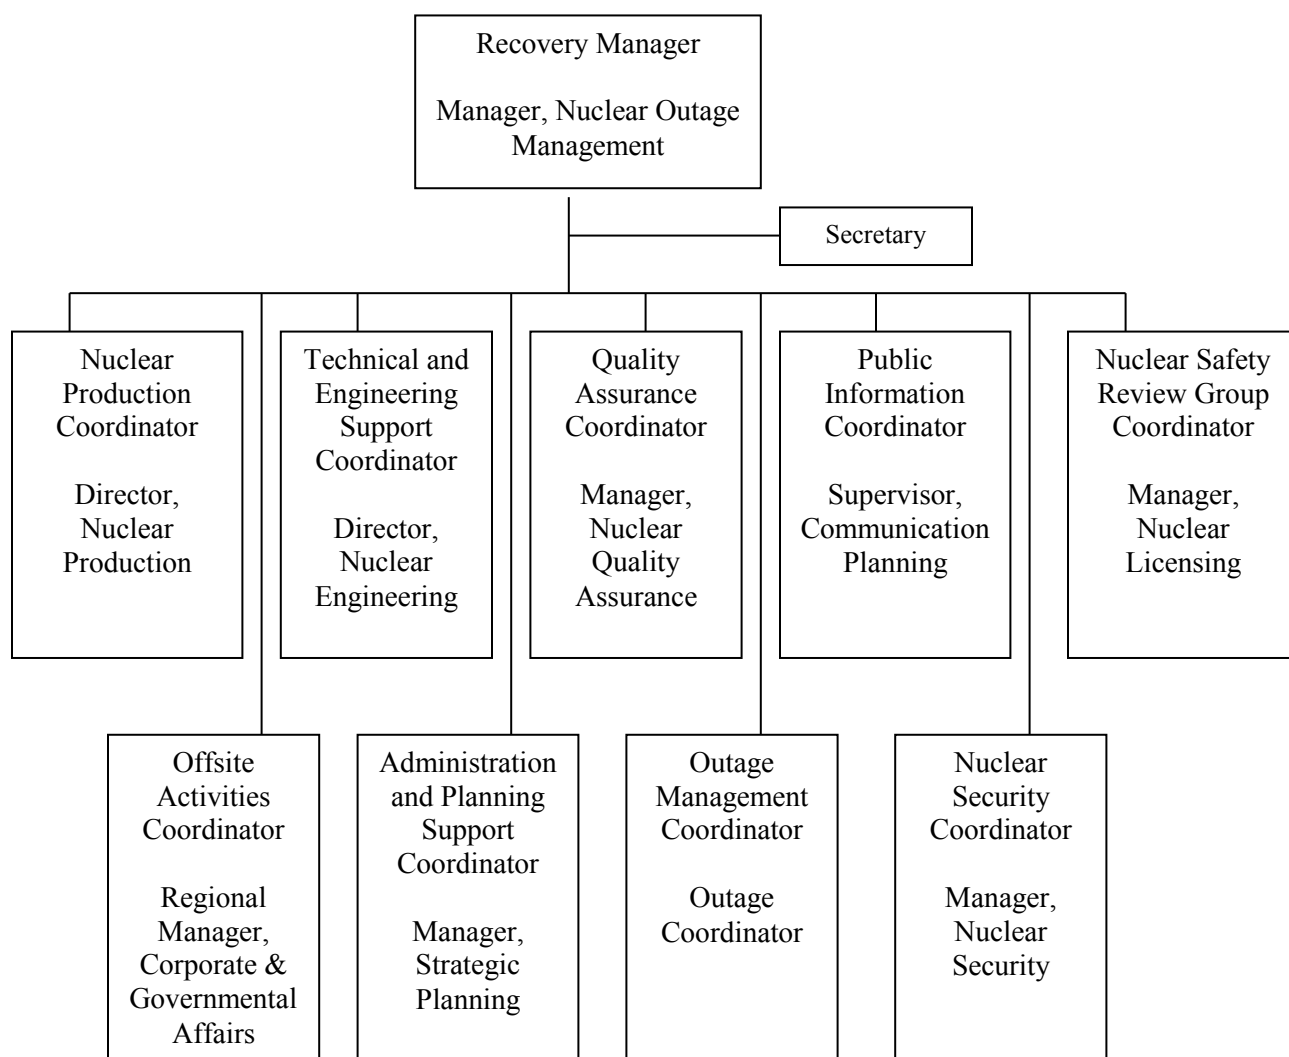 Recovery Manager
Manager, Nuclear Outage
Management
Secretary
Nuclear
Production
Coordinator
Director,
Nuclear
Production
Technical and
Engineering
Support
Coordinator
Director,
Nuclear
Engineering
Quality
Assurance
Coordinator
Manager,
Nuclear
Quality
Assurance
Public
Information
Coordinator
Supervisor,
Communication
Planning
Nuclear Safety
Review Group
Coordinator
Manager,
Nuclear
Licensing
Offsite
Activities
Coordinator
Regional
Manager,
Corporate &
Governmental
Affairs
Administration
and Planning
Support
Coordinator
Manager,
Strategic
Planning
Outage
Management
Coordinator
Outage
Coordinator
Nuclear
Security
Coordinator
Manager,
Nuclear
Security